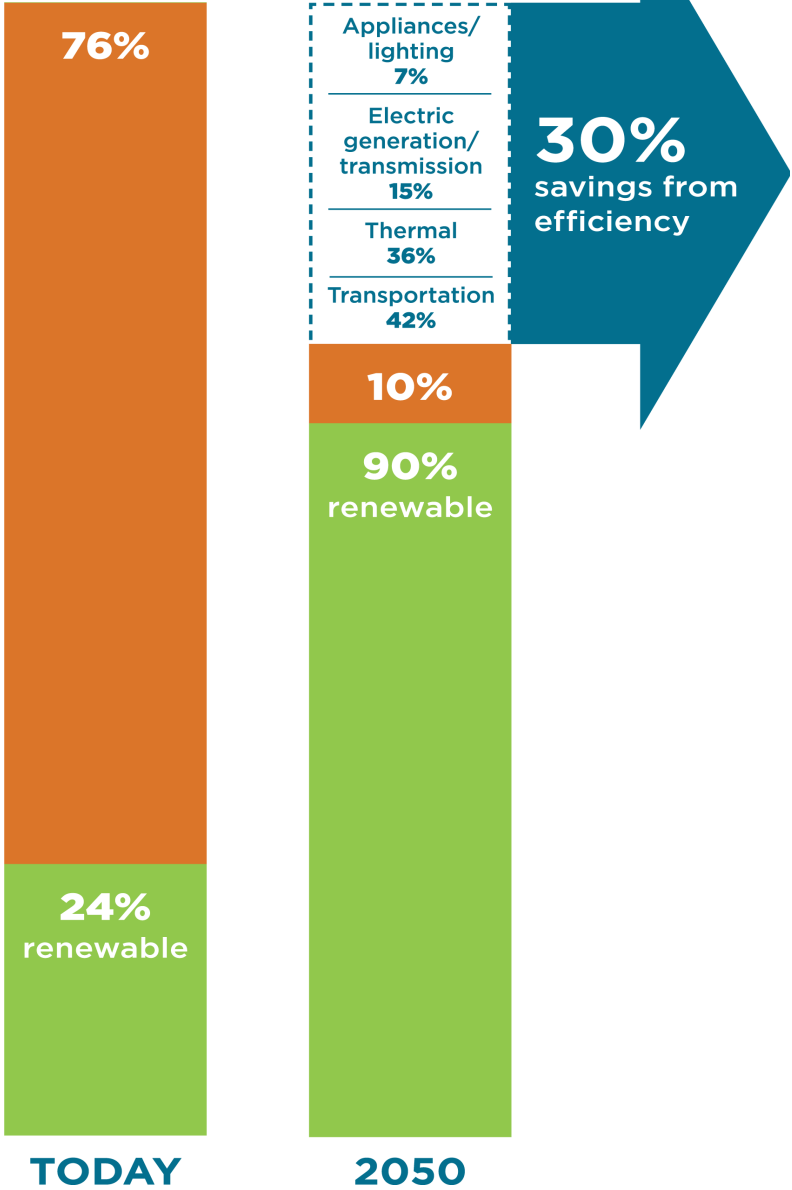 76%
24%
renewable
TODAY
Appliances/
lighting
7%
Electric
generation/
transmission
15%
Thermal
36%
Transportation
42%
10%
90%
renewable
2050
30%
savings from
efficiency